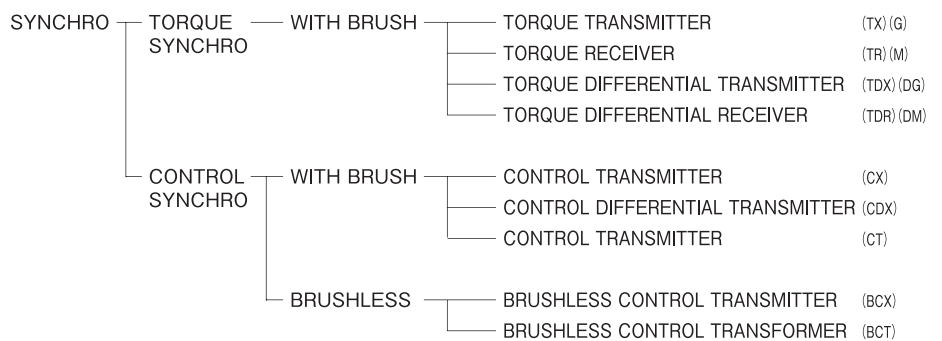 SYNCHRO TORQUE WITH BRUSH TORQUE TRANSMITTER (TX)(G)
SYNCHRO TORQUE RECEIVER (TR)(M)
TORQUE DIFFERENTIAL TRANSMITTER (TDX)(DG)
TORQUE DIFFERENTIAL RECEIVER (TDR)(DM)
CONTROL WITH BRUSH CONTROL TRANSMITTER (CX)
SYNCHRO CONTROL DIFFERENTIAL TRANSMITTER (CDX)
CONTROL TRANSMITTER (CT)
BRUSHLESS BRUSHLESS CONTROL TRANSMITTER (BCX)
BRUSHLESS CONTROL TRANSFORMER (BCT)